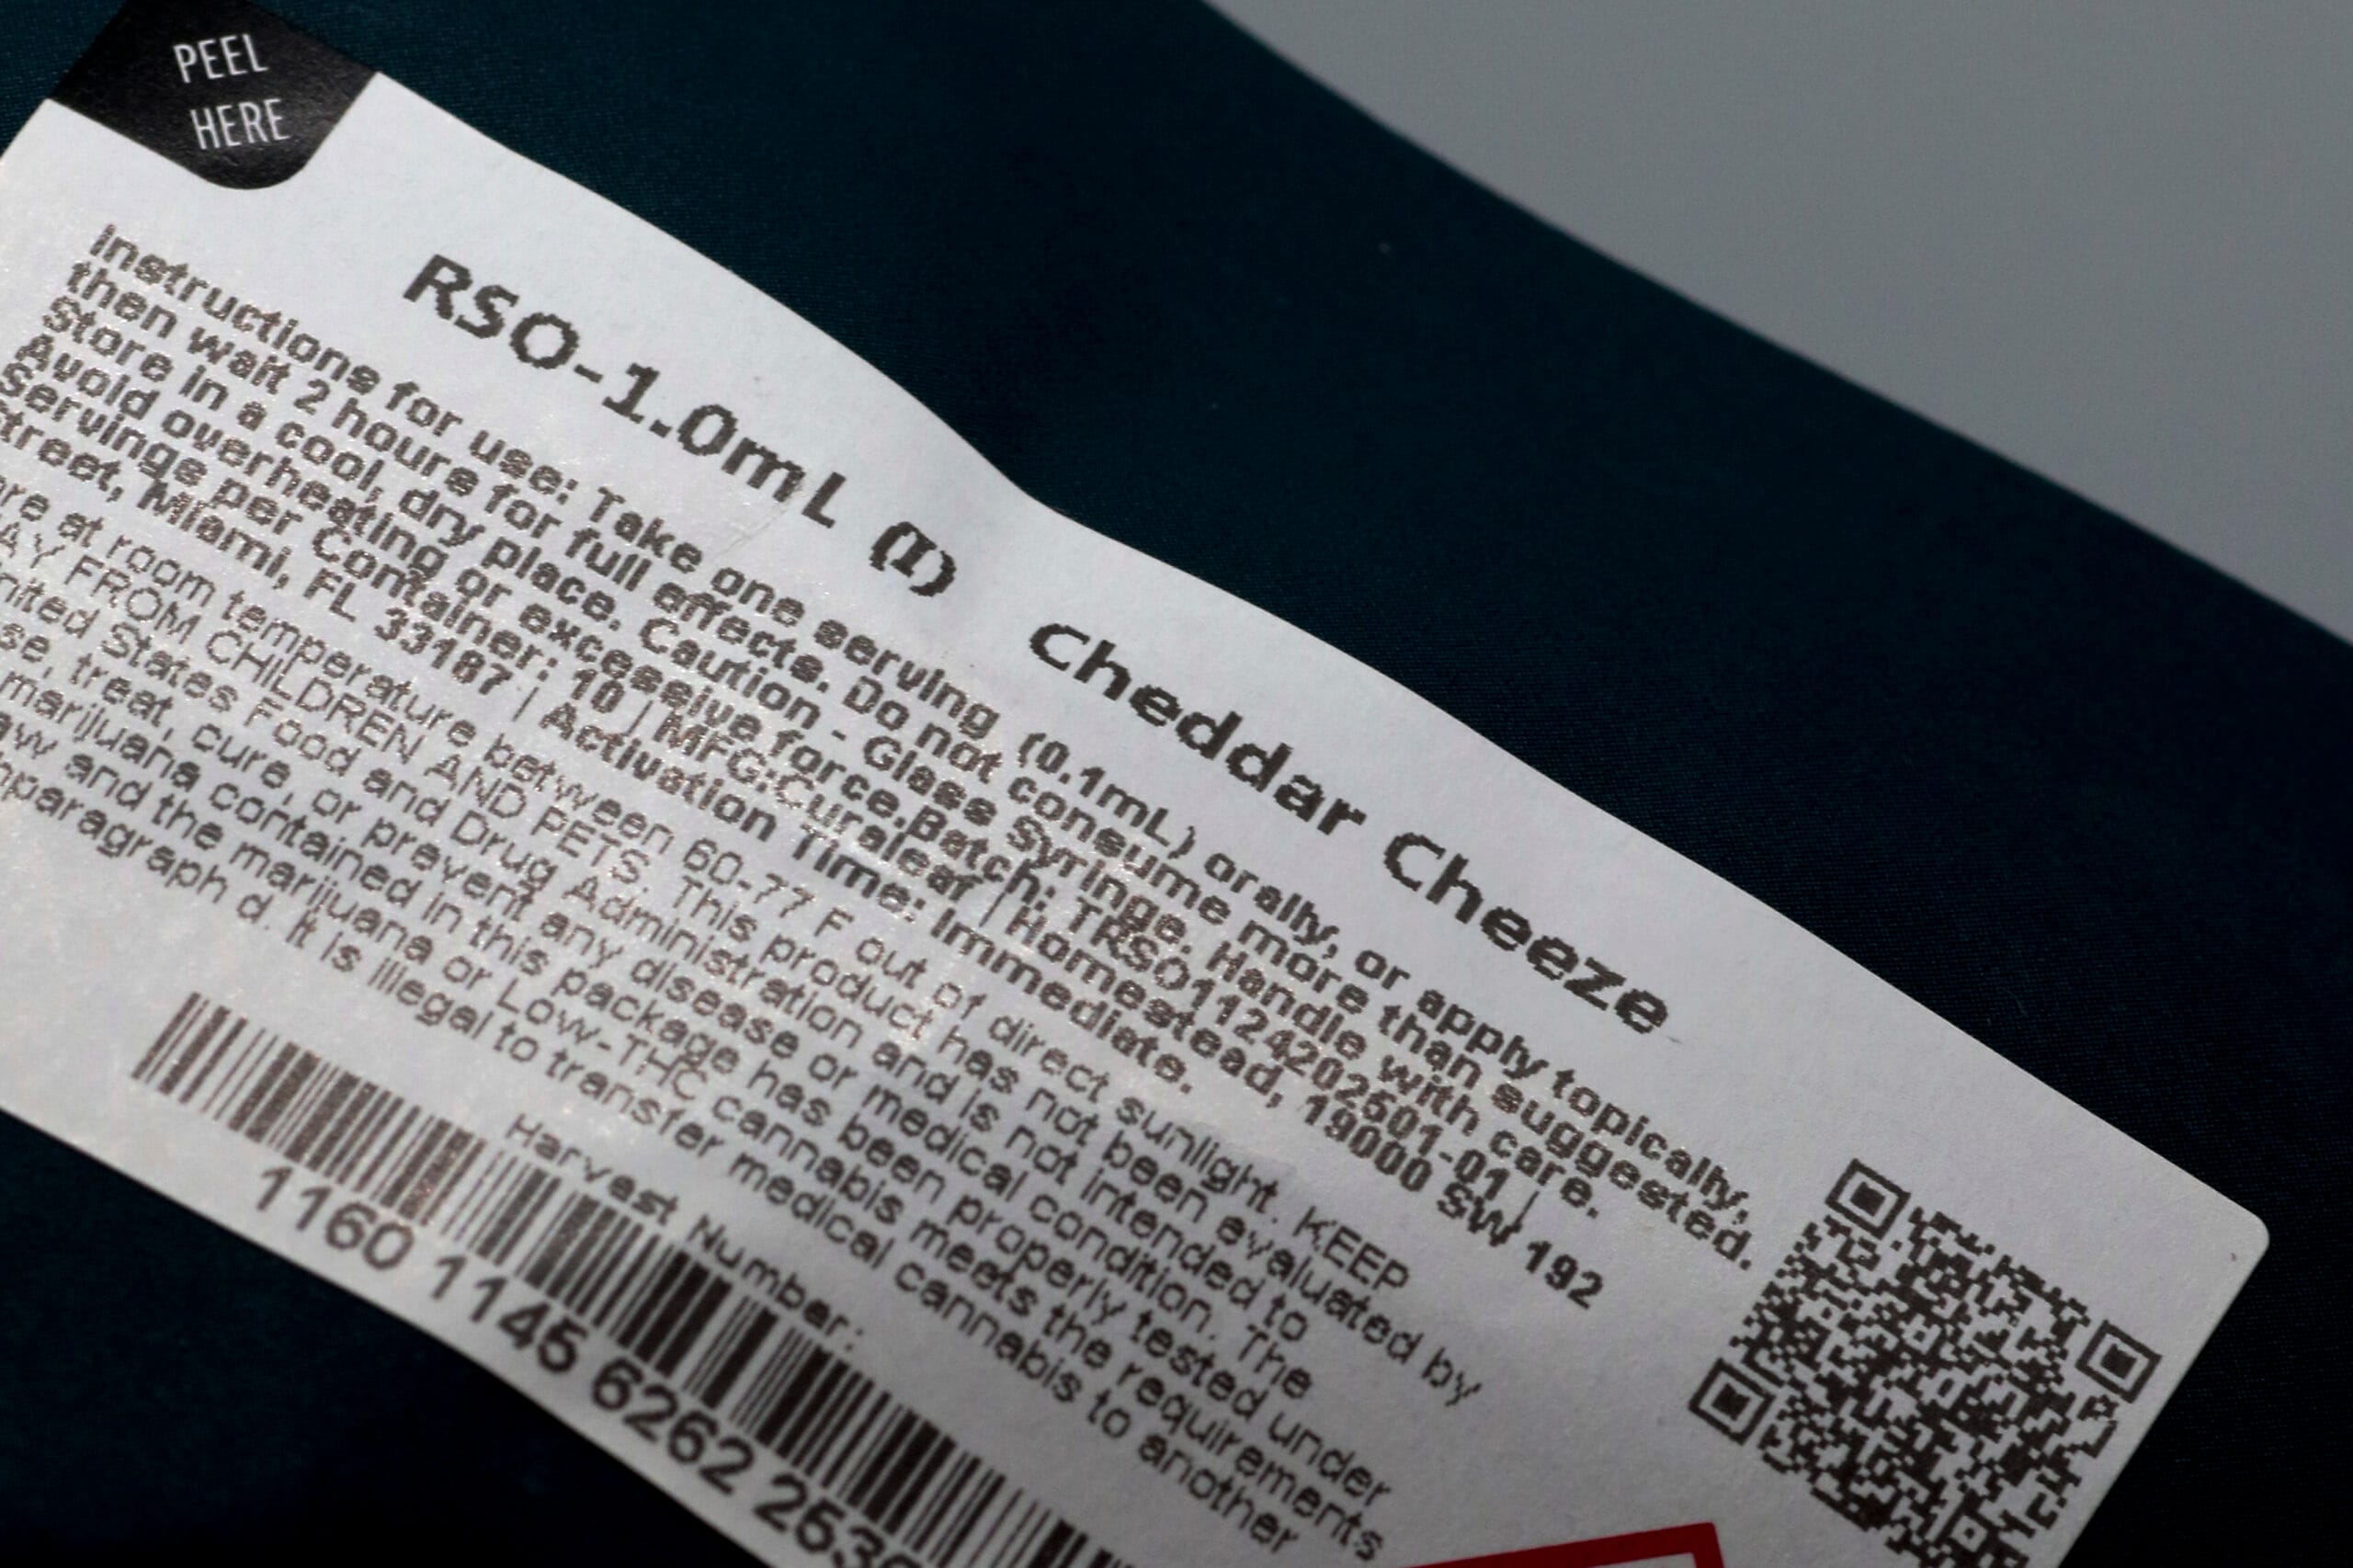 PEEL
HERE
RSO-1.0mL (I) Cheddar Cheeze
Instructions for use: Take one serving (0.1mL) orally, or apply topically,
then wait 2 hours for full effects. Do not consume more than suggested.
Store in a cool, dry place. Caution - Glass Syringe. Handle with care.
Avoid overheating or excessive force.Batch: TRSO1124202501-01 |
Servings per Container: 10 | MFG:Curaleaf | Homestead, 19000 SW 192
treet, Miami, FL 33187 | Activation Time: Immediate.
re at room temperature between 60-77 F out of direct sunlight. KEEP
AY FROM CHILDREN AND PETS. This product has not been evaluated by
nited States Food and Drug Administration and is not intended to
se, treat, cure, or prevent any disease or medical condition. The
marijuana contained in this package has been properly tested under
aw and the marijuana or Low-THC cannabis meets the requirements
paragraph d. It is illegal to transfer medical cannabis to another
Harvest Number:
1160 1145 6262 253